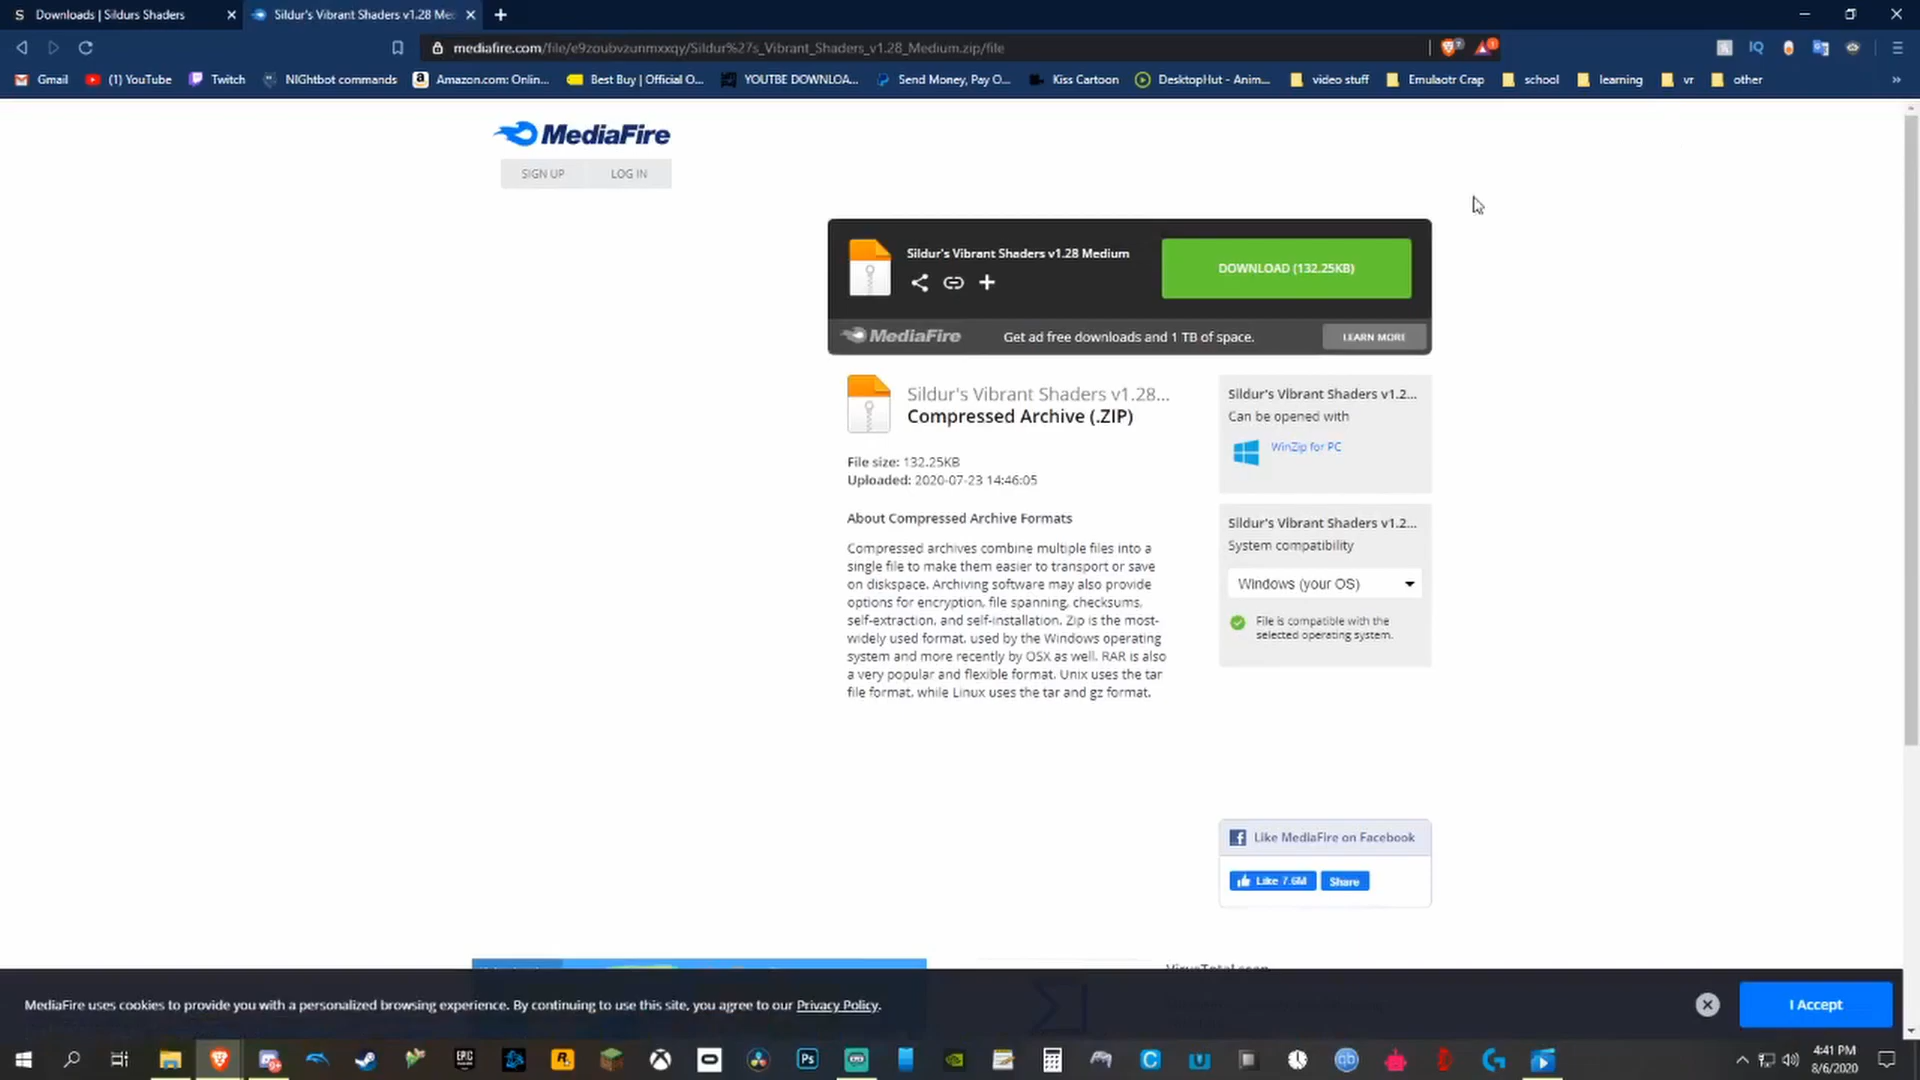 Downloads | Sildurs Shaders
Sildur's Vibrant Shaders v1.28 Me
mediafire.com/file/e9zoubvzunmxxqy/Sildur%27s_Vibrant_Shaders_v1.28_Medium.zip/file
Gmail
(1) YouTube
Twitch
NIGhtbot commands
Amazon.com: Onlin...
Best Buy | Official O...
YOUTBE DOWNLOA...
Send Money, Pay O...
Kiss Cartoon
DesktopHut - Anim...
video stuff
Emulaotr Crap
school
learning
vr
other
MediaFire
SIGN UP
LOG IN
Sildur's Vibrant Shaders v1.28 Medium
DOWNLOAD (132.25KB)
MediaFire
Get ad free downloads and 1 TB of space.
LEARN MORE
Sildur's Vibrant Shaders v1.28...
Compressed Archive (.ZIP)
File size: 132.25KB
Uploaded: 2020-07-23 14:46:05
About Compressed Archive Formats
Compressed archives combine multiple files into a
single file to make them easier to transport or save
on diskspace. Archiving software may also provide
options for encryption, file spanning, checksums,
self-extraction, and self-installation. Zip is the most-
widely used format, used by the Windows operating
system and more recently by OSX as well. RAR is also
a very popular and flexible format. Unix uses the tar
file format, while Linux uses the tar and gz format.
Sildur's Vibrant Shaders v1.2...
Can be opened with
WinZip for PC
Sildur's Vibrant Shaders v1.2...
System compatibility
Windows (your OS)
File is compatible with the
selected operating system.
Like MediaFire on Facebook
Like 7.6M
Share
VirusTotal scan
MediaFire uses cookies to provide you with a personalized browsing experience. By continuing to use this site, you agree to our Privacy Policy.
I Accept
EPIC
Ps
4:41 PM
8/6/2020